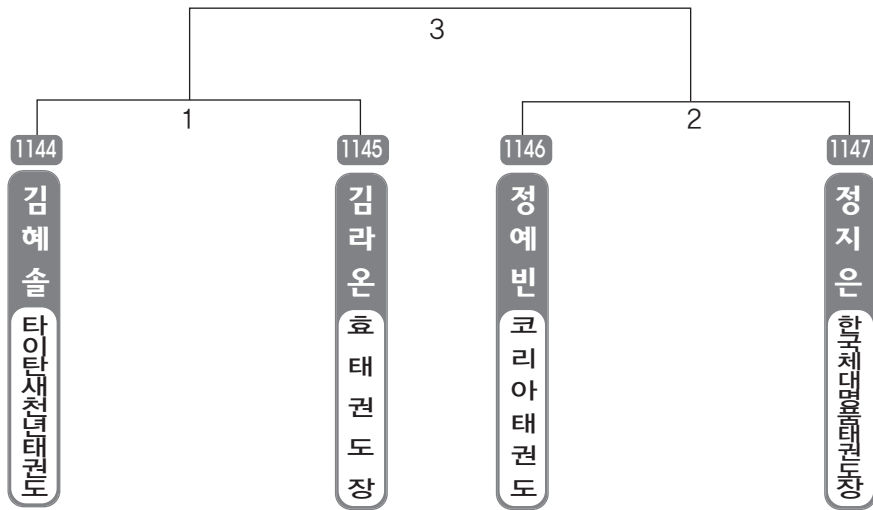 3
1
2
1144
1145
1146
1147
김혜솔
김라온
정예빈
정지은
타이탄새천년태권도
효태권도장
코리아태권도
한국체대명품태권도장